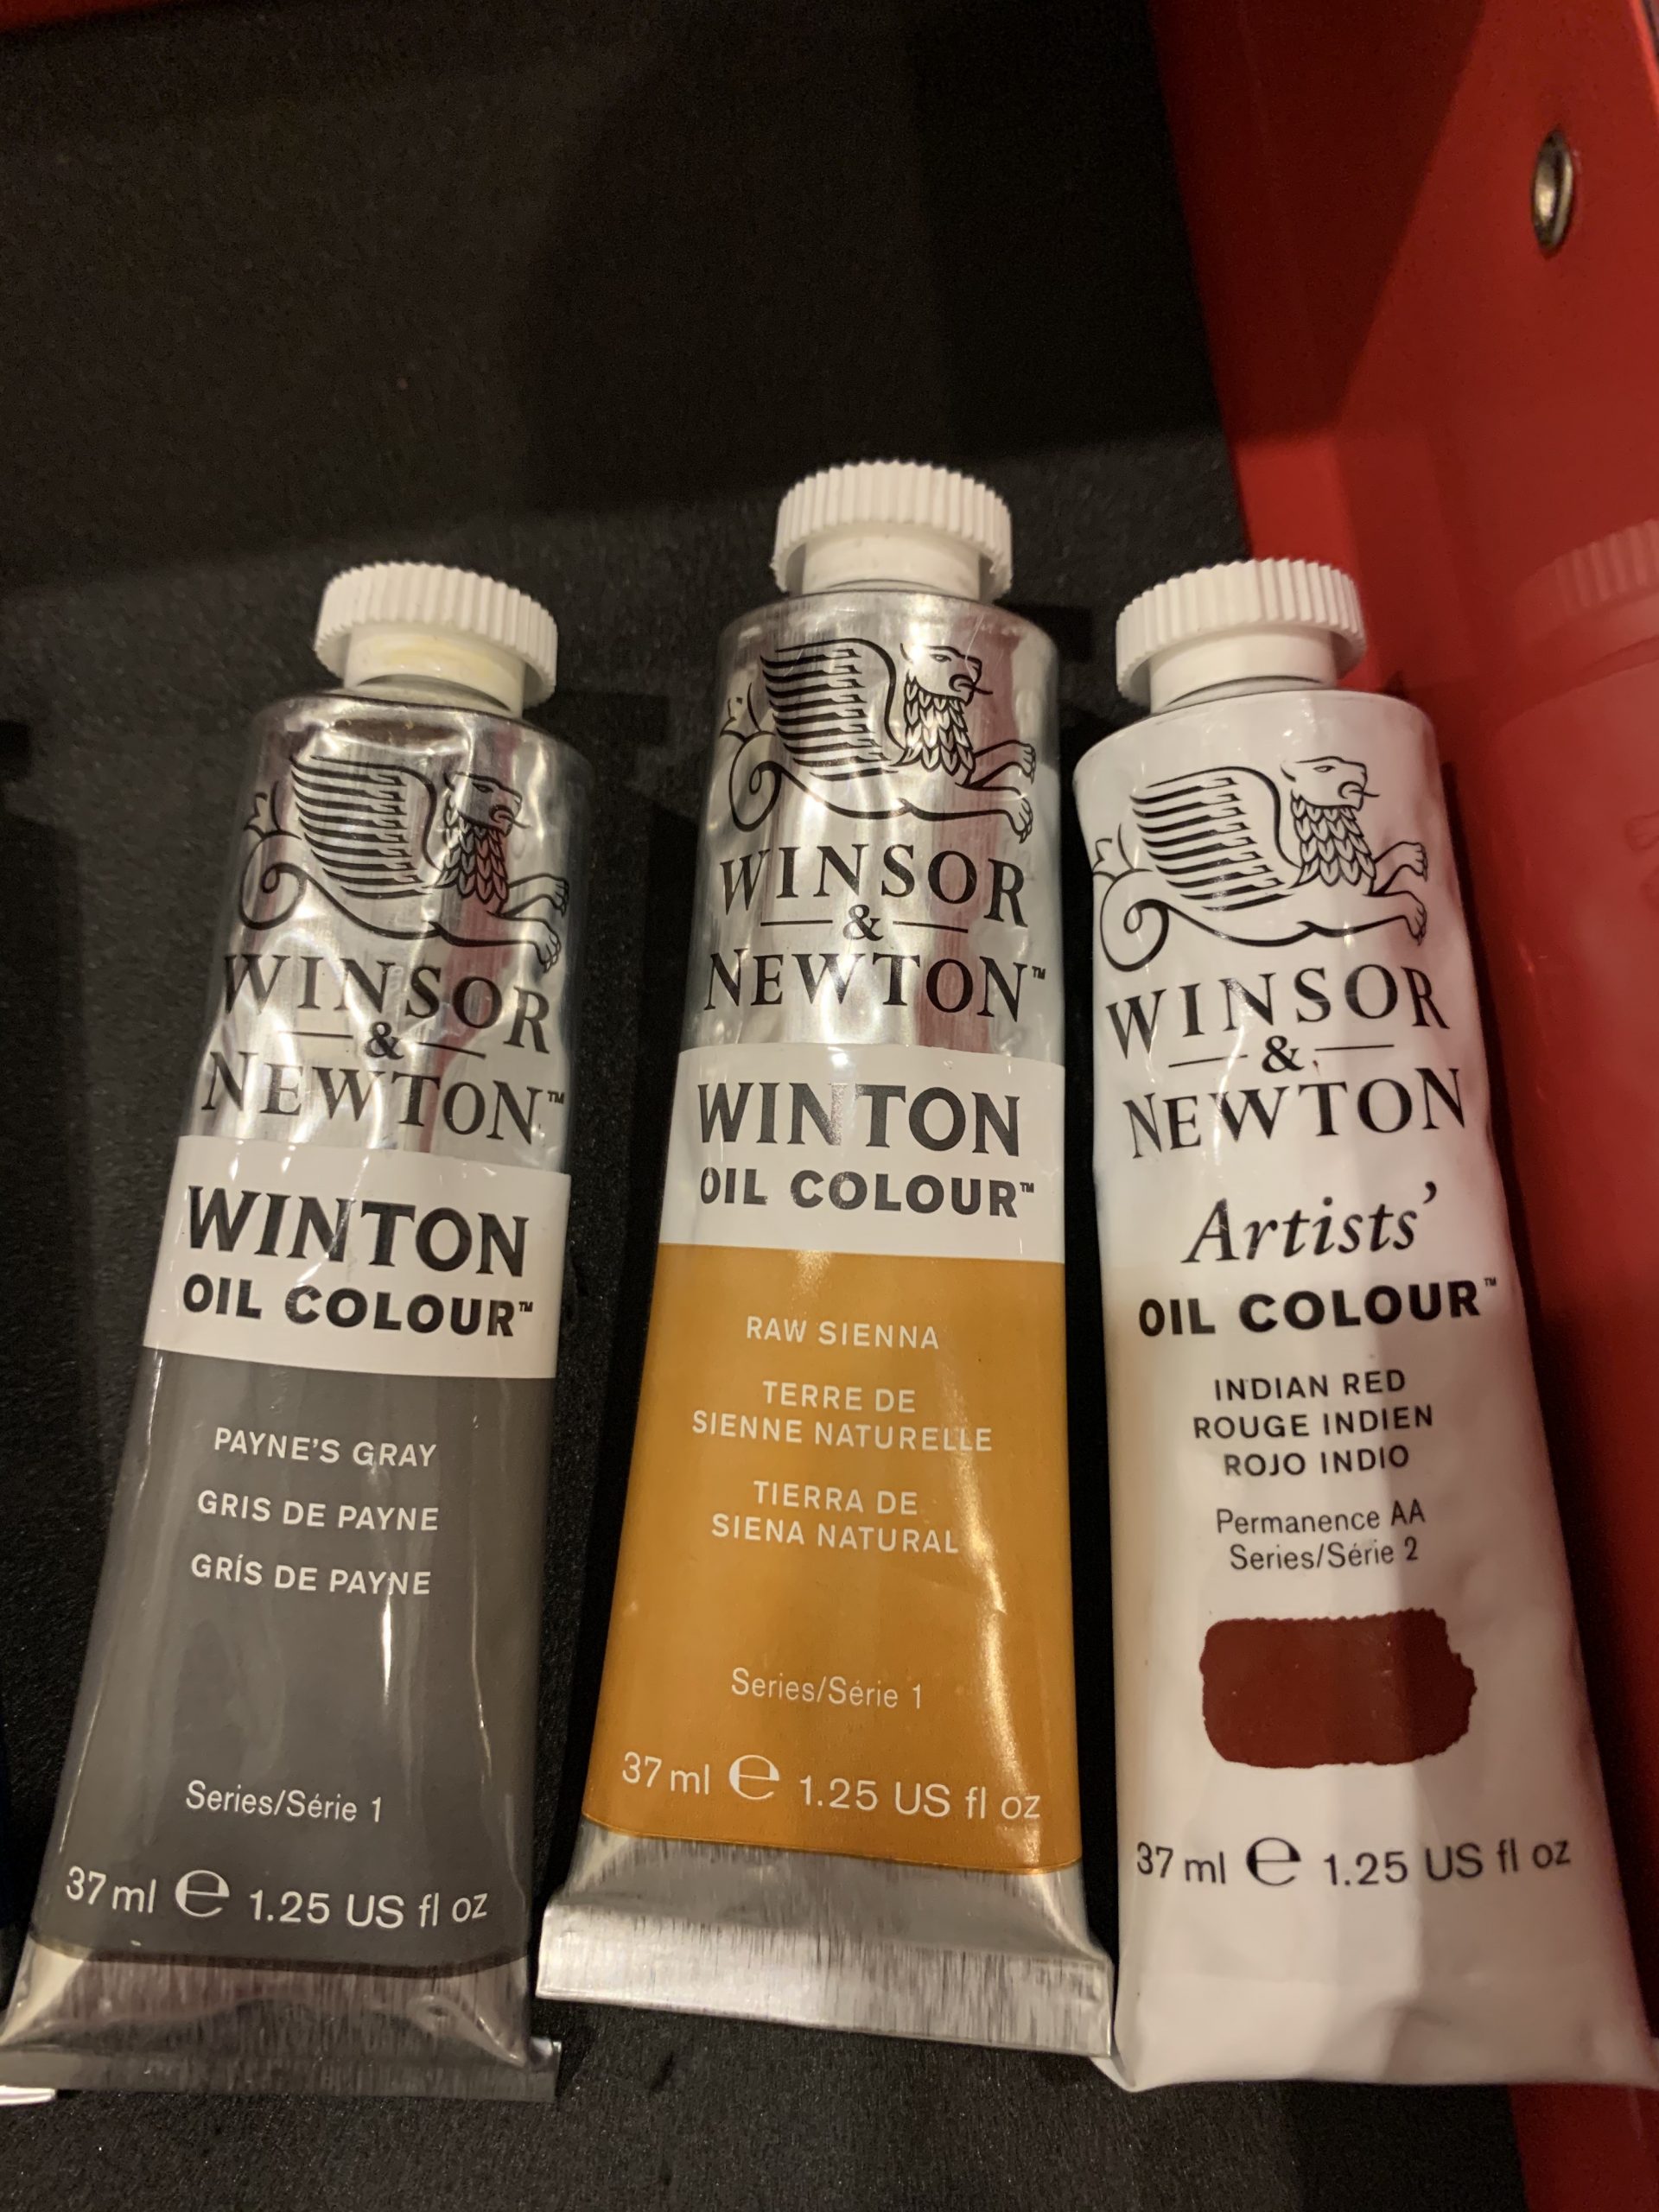 WINSOR
&
NEWTON™
WINTON
OIL COLOUR™
PAYNE'S GRAY
GRIS DE PAYNE
GRÍS DE PAYNE
Series/Série 1
37 ml ℮ 1.25 US fl oz
WINSOR
&
NEWTON™
WINTON
OIL COLOUR™
RAW SIENNA
TERRE DE
SIENNE NATURELLE
TIERRA DE
SIENA NATURAL
Series/Série 1
37 ml ℮ 1.25 US fl oz
WINSOR
&
NEWTON
Artists'
OIL COLOUR™
INDIAN RED
ROUGE INDIEN
ROJO INDIO
Permanence AA
Series/Série 2
37 ml ℮ 1.25 US fl oz